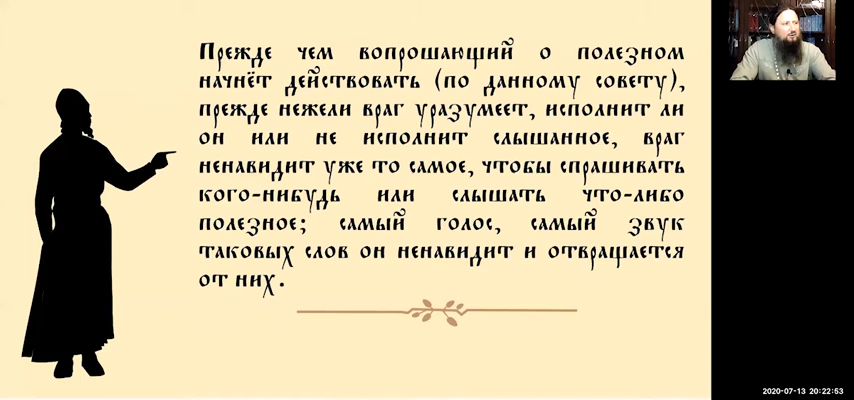 Прежде чем вопрошающий о полезном
начнёт действовать (по данному совету),
прежде нежели враг уразумеет, исполнит ли
он или не исполнит слышанное, враг
ненавидит уже то самое, чтобы спрашивать
кого-нибудь или слышать что-либо
полезное; самый голос, самый звук
таковых слов он ненавидит и отвращается
от них.
2020-07-13 20:22:53